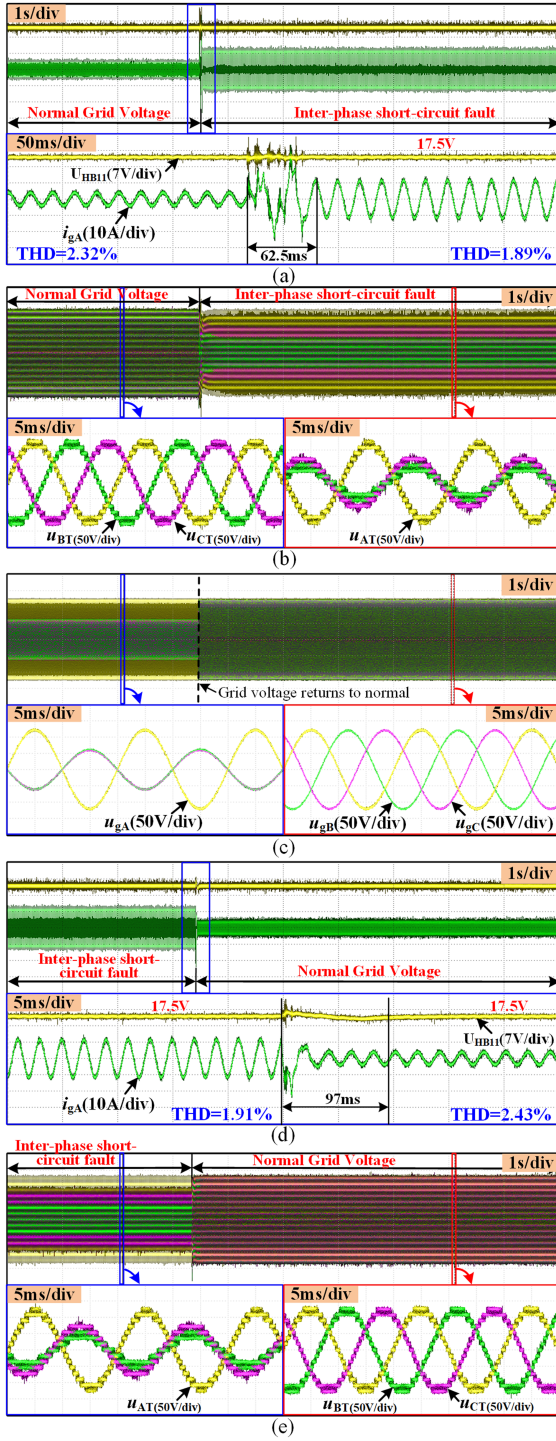 1s/div
Normal Grid Voltage
Inter-phase short-circuit fault
50ms/div
17.5V
UHB11(7V/div)
igA(10A/div)
62.5ms
THD=2.32%
THD=1.89%
(a)
Normal Grid Voltage
Inter-phase short-circuit fault
1s/div
5ms/div
5ms/div
uBT(50V/div)
uCT(50V/div)
uAT(50V/div)
(b)
1s/div
Grid voltage returns to normal
5ms/div
5ms/div
ugA(50V/div)
ugB(50V/div)
ugC(50V/div)
(c)
1s/div
Inter-phase short-
circuit fault
Normal Grid Voltage
5ms/div
17.5V
17.5V
UHB11(7V/div)
igA(10A/div)
97ms
THD=1.91%
THD=2.43%
(d)
Inter-phase short-
circuit fault
Normal Grid Voltage
1s/div
5ms/div
5ms/div
uAT(50V/div)
uBT(50V/div)
uCT(50V/div)
(e)